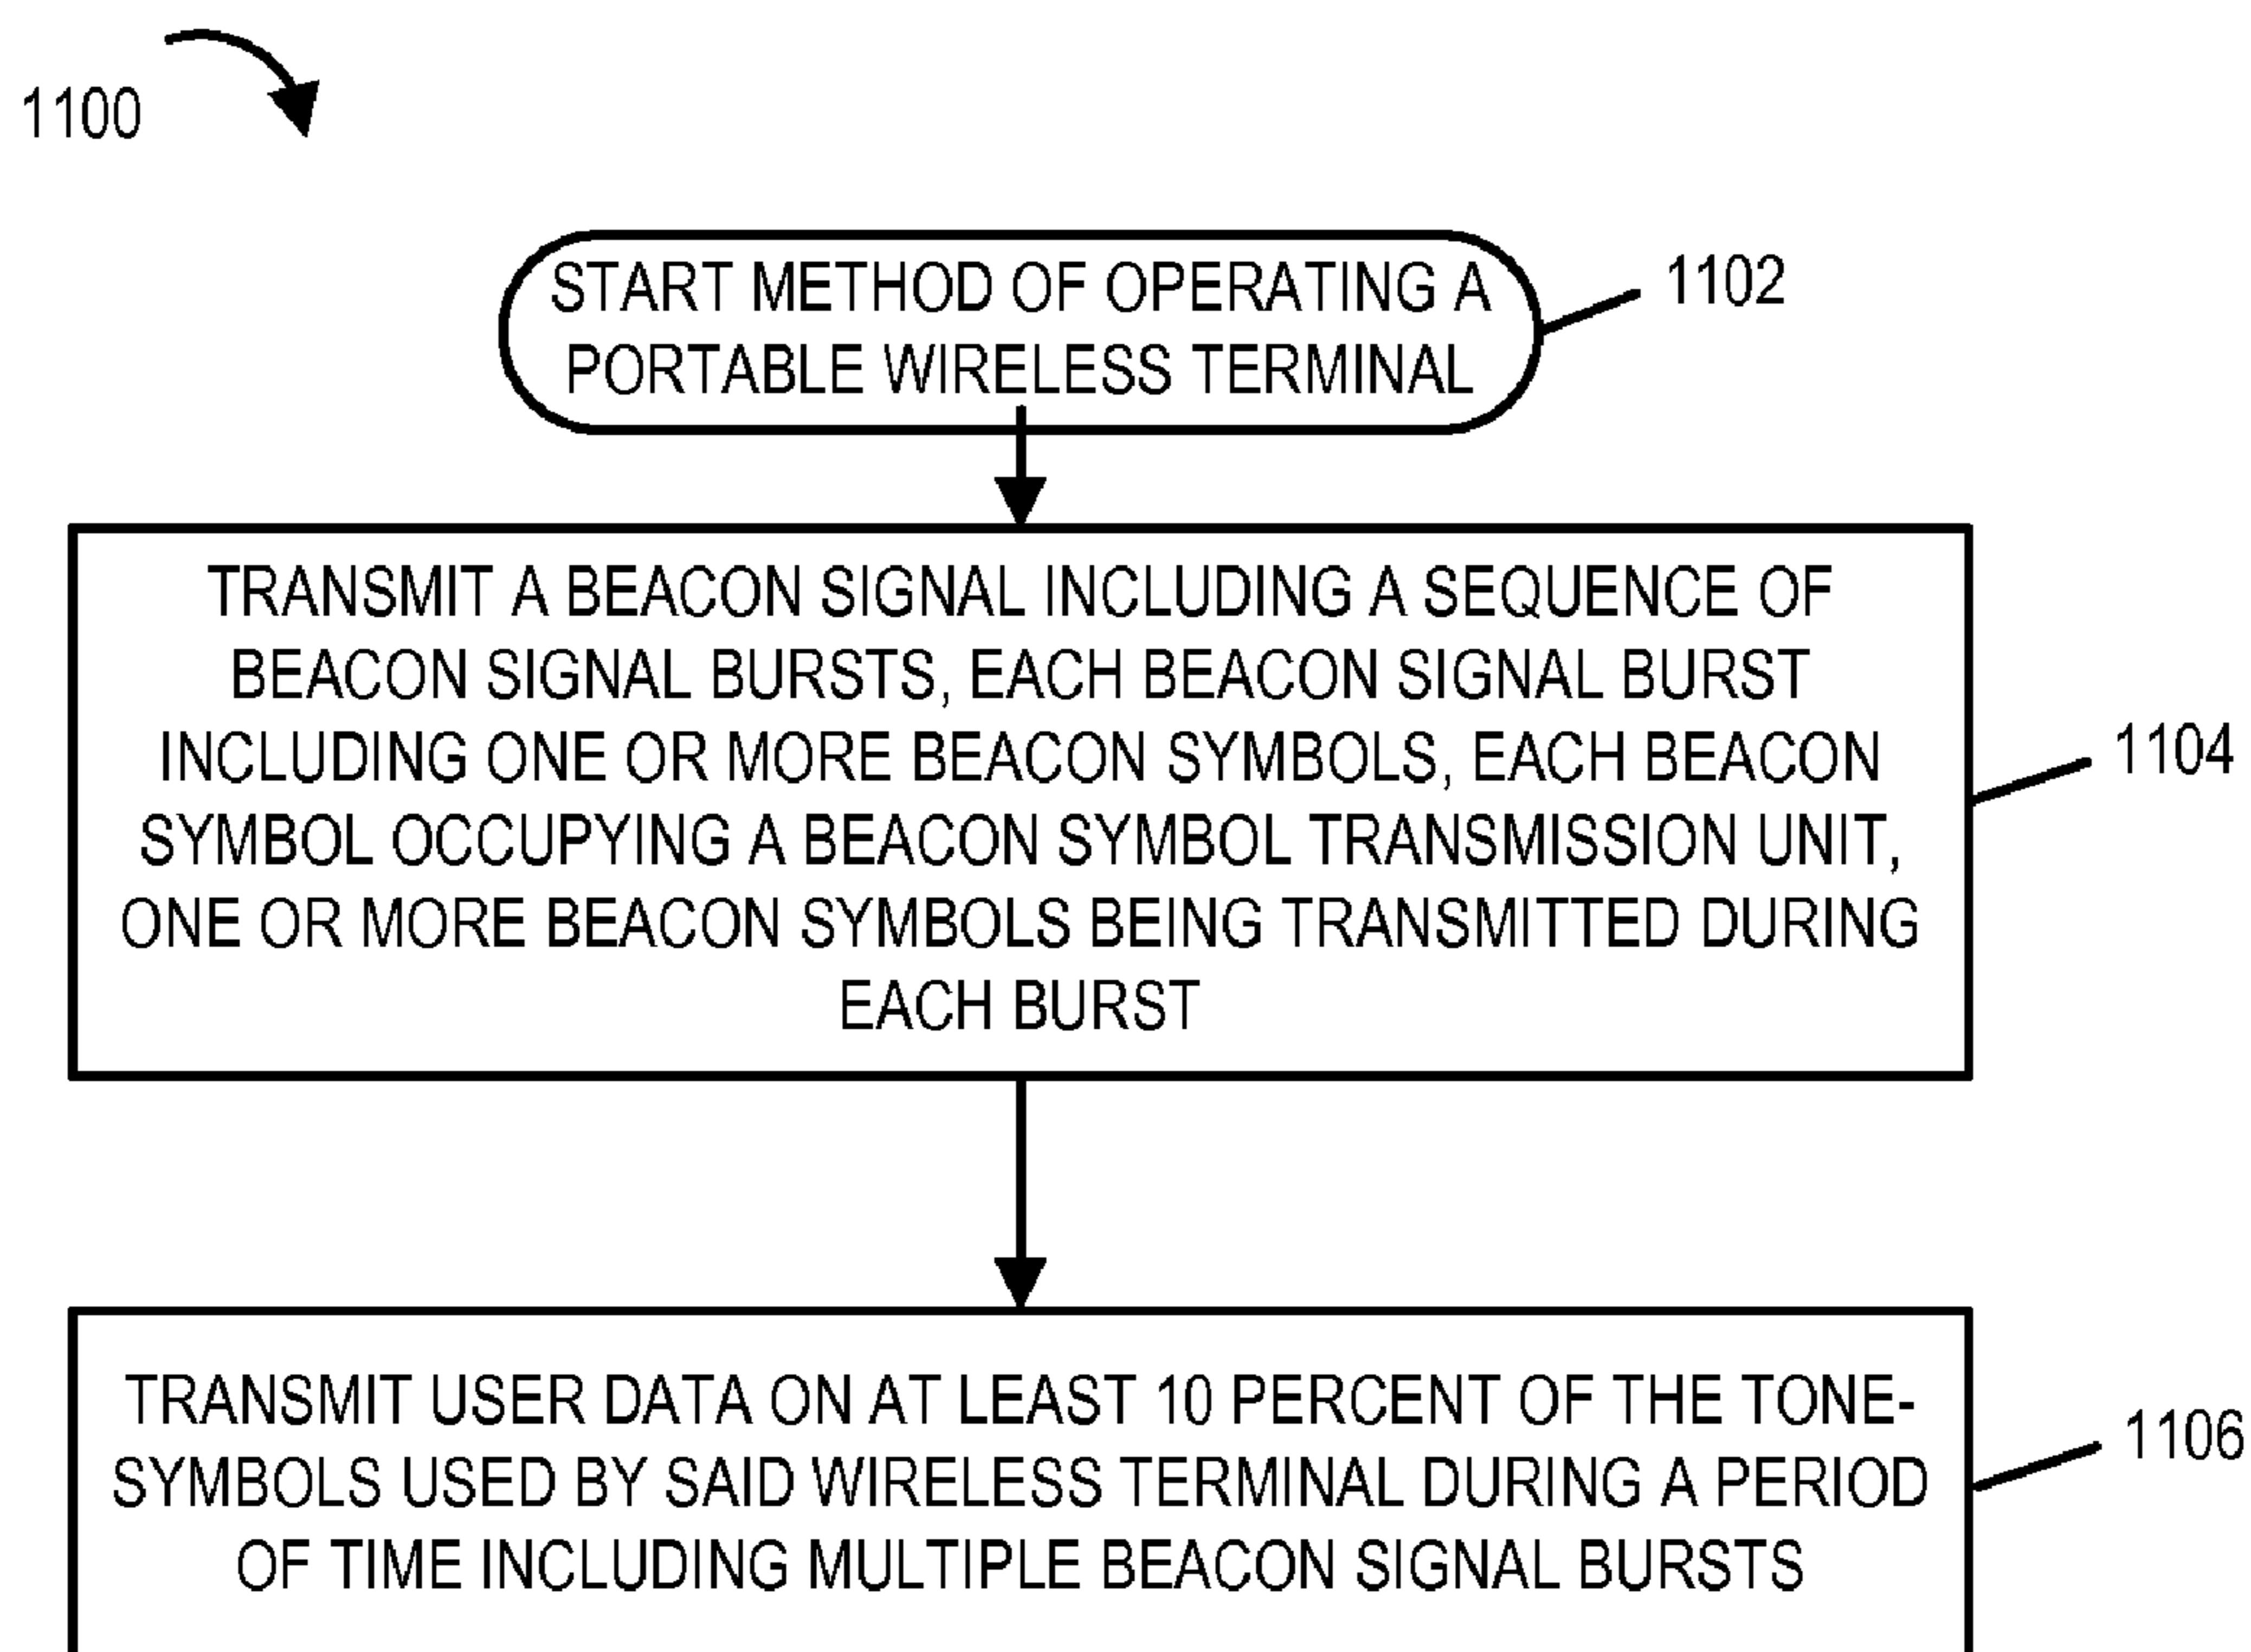 1100
START METHOD OF OPERATING A
PORTABLE WIRELESS TERMINAL
1102
TRANSMIT A BEACON SIGNAL INCLUDING A SEQUENCE OF
BEACON SIGNAL BURSTS, EACH BEACON SIGNAL BURST
INCLUDING ONE OR MORE BEACON SYMBOLS, EACH BEACON
SYMBOL OCCUPYING A BEACON SYMBOL TRANSMISSION UNIT,
ONE OR MORE BEACON SYMBOLS BEING TRANSMITTED DURING
EACH BURST
1104
TRANSMIT USER DATA ON AT LEAST 10 PERCENT OF THE TONE-
SYMBOLS USED BY SAID WIRELESS TERMINAL DURING A PERIOD
OF TIME INCLUDING MULTIPLE BEACON SIGNAL BURSTS
1106